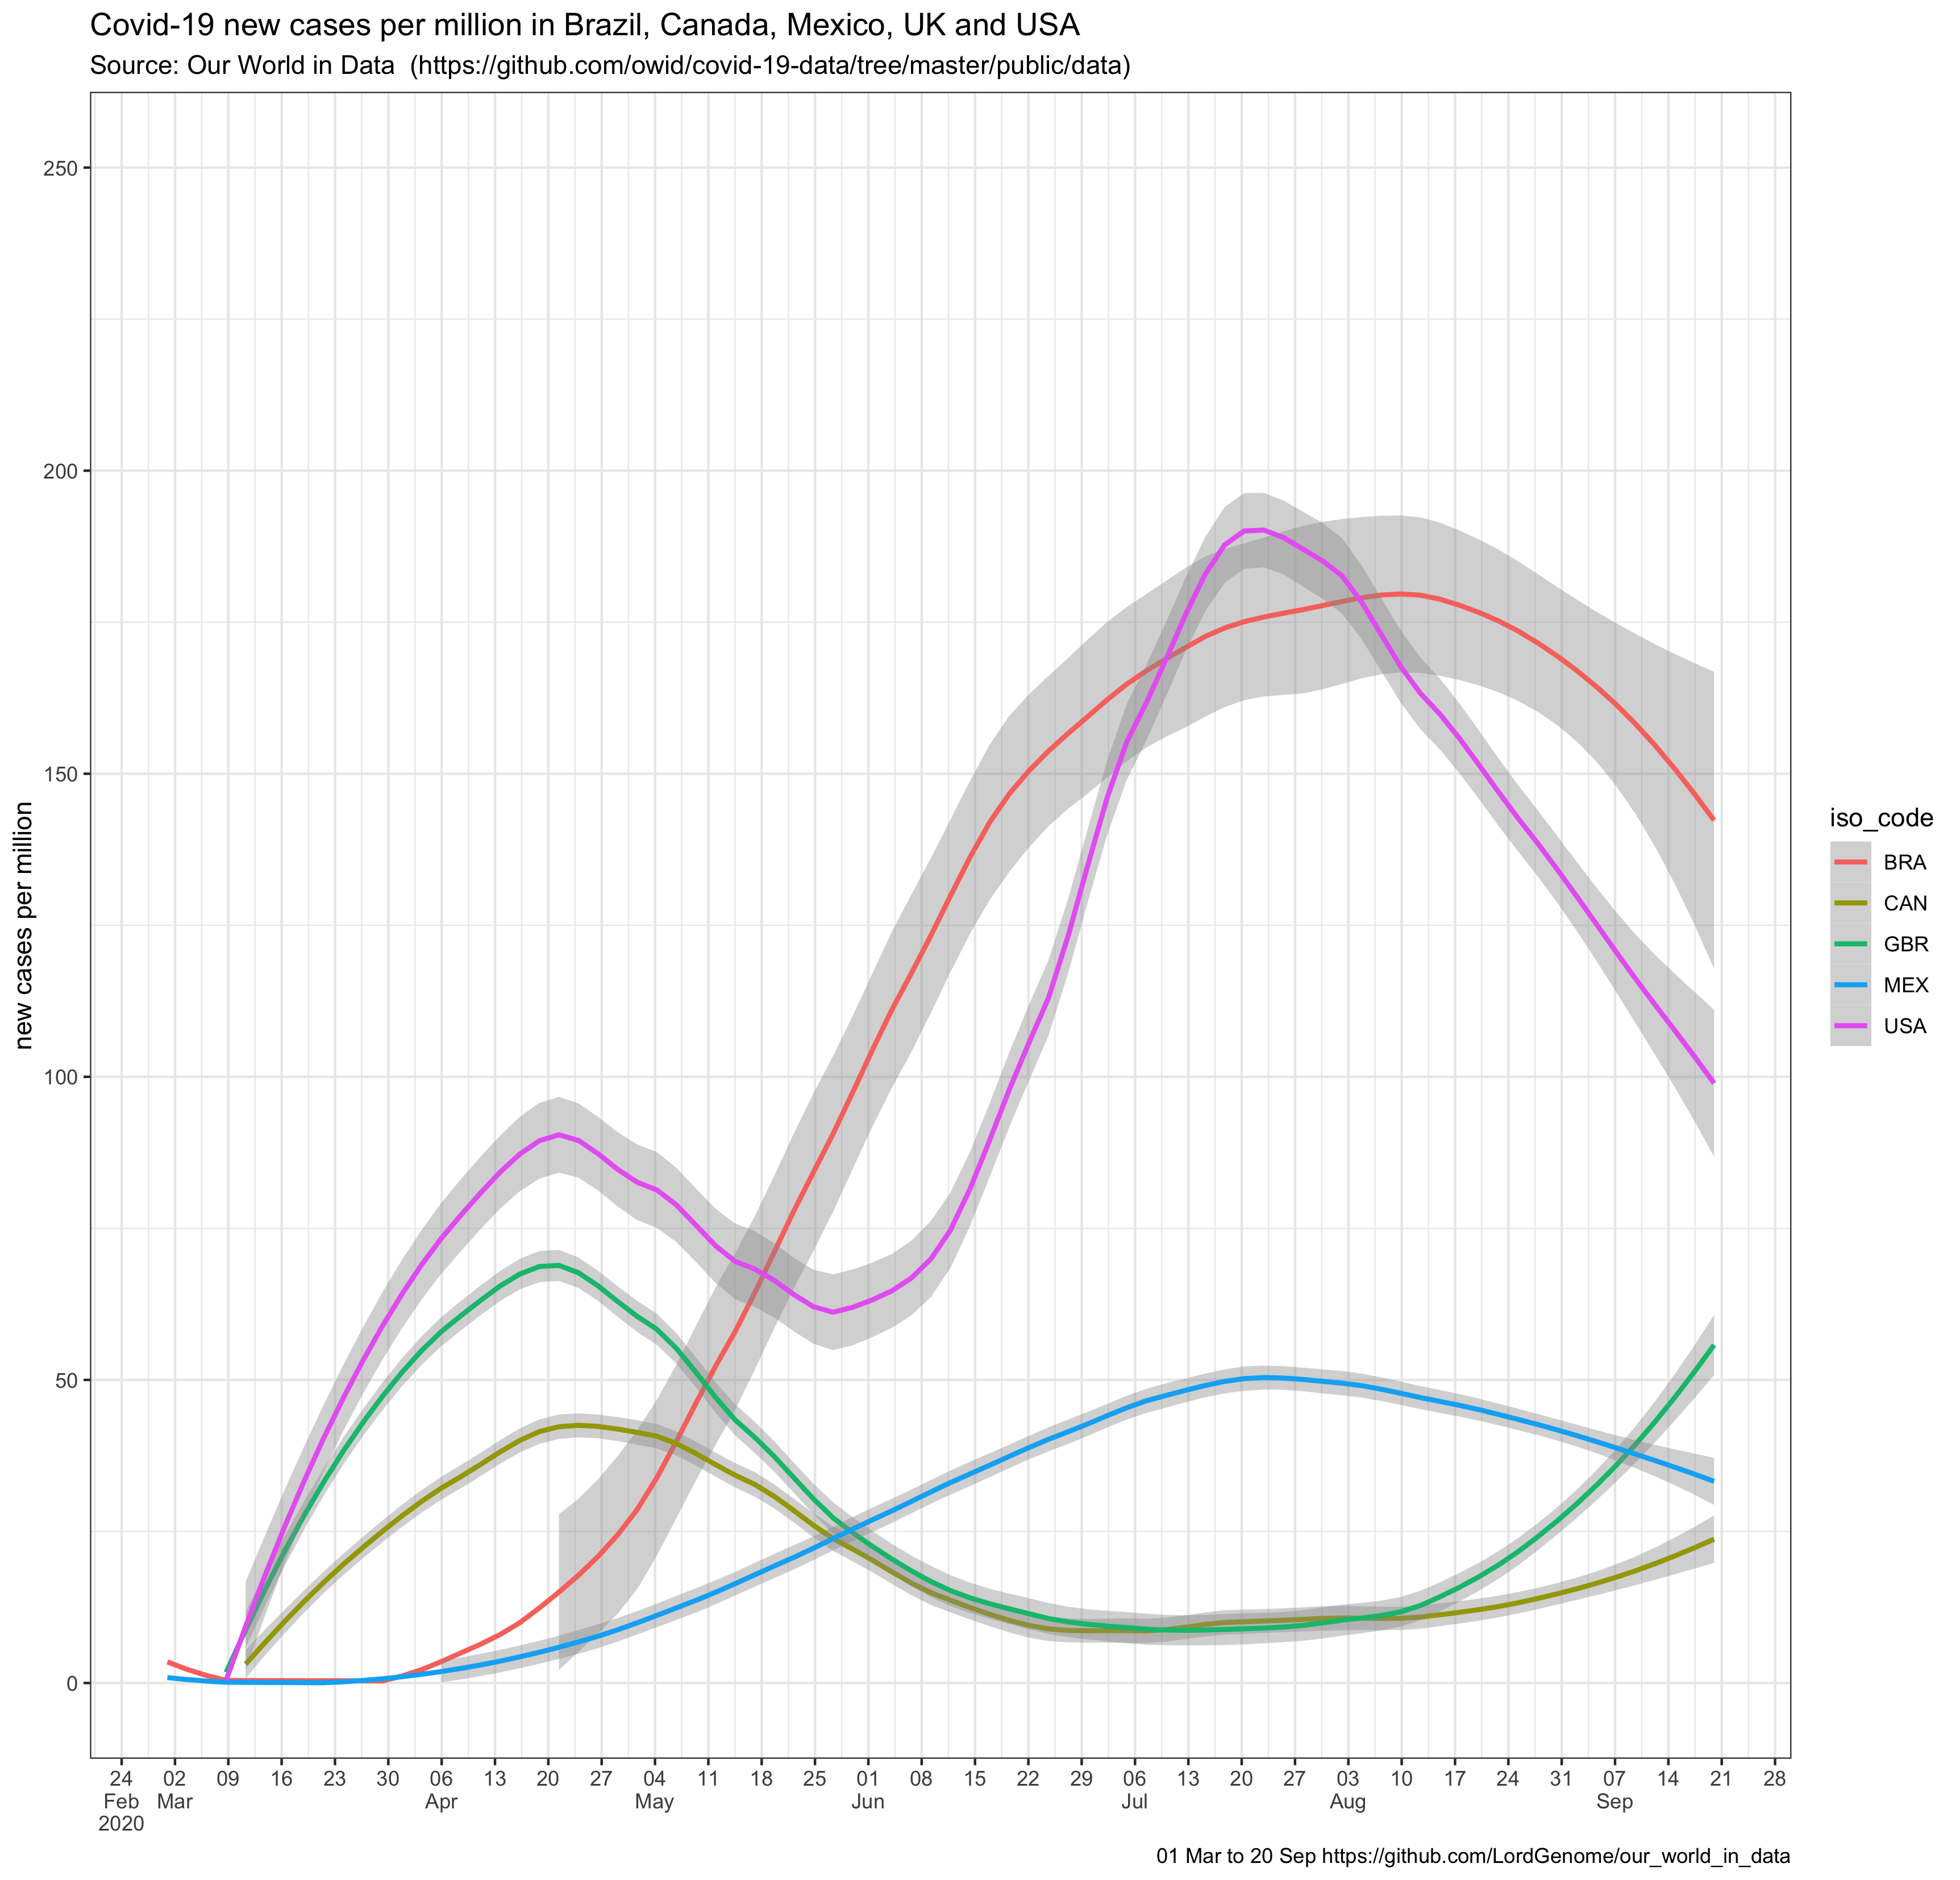 Covid-19 new cases per million in Brazil, Canada, Mexico, UK and USA
Source: Our World in Data  (https://github.com/owid/covid-19-data/tree/master/public/data)
250
200
150
100
50
0
new cases per million
iso_code
BRA
CAN
GBR
MEX
USA
24 02 09 16 23 30 06 13 20 27 04 11 18 25 01 08 15 22 29 06 13 20 27 03 10 17 24 31 07 14 21 28
Feb Mar Apr May Jun Jul Aug Sep
2020
01 Mar to 20 Sep https://github.com/LordGenome/our_world_in_data